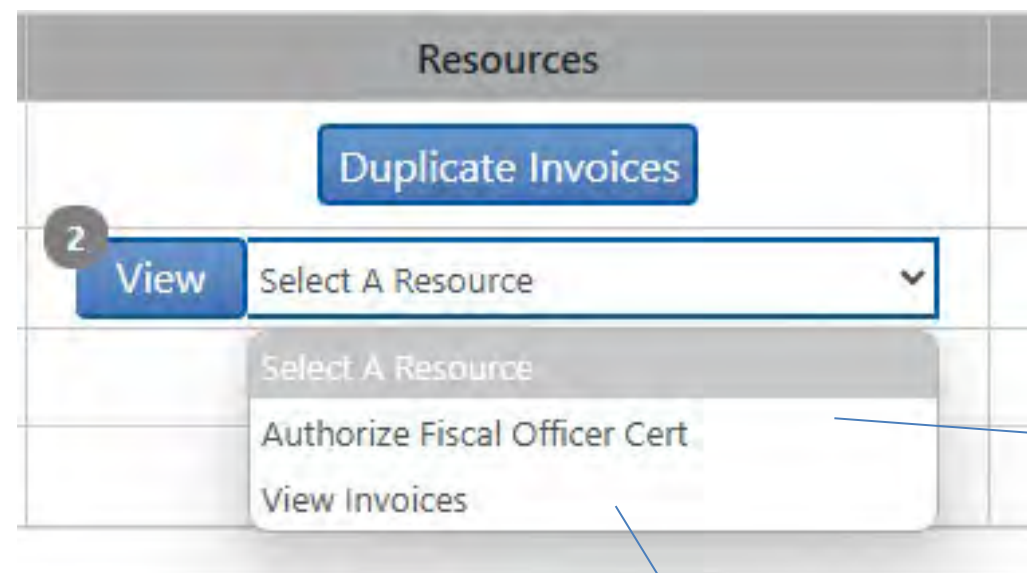 Resources
Duplicate Invoices
2
View Select A Resource
Select A Resource
Authorize Fiscal Officer Cert
View Invoices